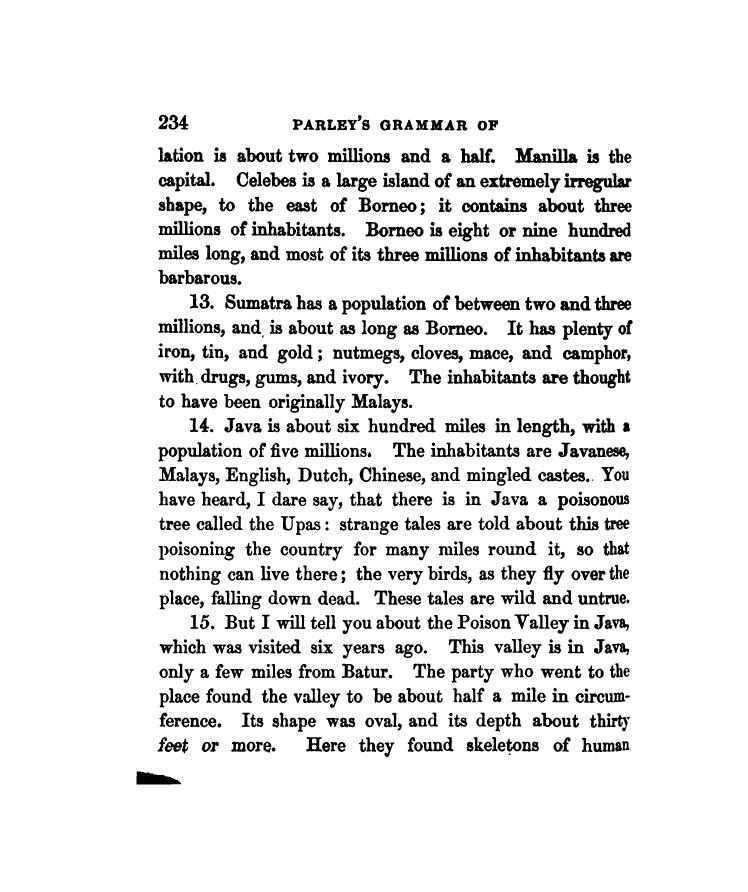 234 PARLEY'S GRAMMAR OF
lation is about two millions and a half. Manilla is the
capital. Celebes is a large island of an extremely irregular
shape, to the east of Borneo; it contains about three
millions of inhabitants. Borneo is eight or nine hundred
miles long, and most of its three millions of inhabitants are
barbarous.
13. Sumatra has a population of between two and three
millions, and is about as long as Borneo. It has plenty of
iron, tin, and gold; nutmegs, cloves, mace, and camphor,
with drugs, gums, and ivory. The inhabitants are thought
to have been originally Malays.
14. Java is about six hundred miles in length, with a
population of five millions. The inhabitants are Javanese,
Malays, English, Dutch, Chinese, and mingled castes. You
have heard, I dare say, that there is in Java a poisonous
tree called the Upas: strange tales are told about this tree
poisoning the country for many miles round it, so that
nothing can live there; the very birds, as they fly over the
place, falling down dead. These tales are wild and untrue.
15. But I will tell you about the Poison Valley in Java,
which was visited six years ago. This valley is in Java,
only a few miles from Batur. The party who went to the
place found the valley to be about half a mile in circum-
ference. Its shape was oval, and its depth about thirty
feet or more. Here they found skeletons of human